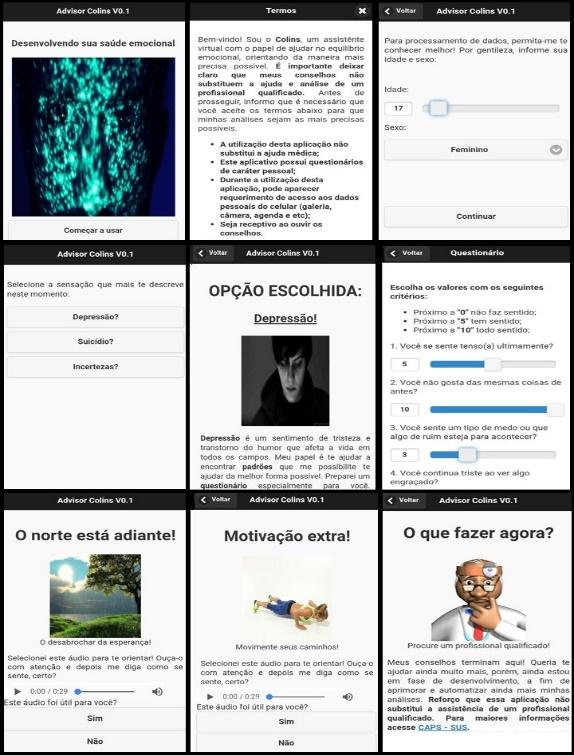 Advisor Colins V0.1
Desenvolvendo sua saúde emocional
Começar a usar
Termos
Bem-vindo! Sou o Colins, um assistente
virtual com o papel de ajudar no equilíbrio
emocional, orientando da maneira mais
precisa possível. É importante deixar
claro que meus conselhos não
substituem a ajuda e análise de um
profissional qualificado. Antes de
prosseguir, informo que é necessário que
você aceite os termos abaixo para que
minhas análises sejam as mais precisas
possíveis.
• A utilização desta aplicação não
substitui a ajuda médica;
• Este aplicativo possui questionários
de caráter pessoal;
• Durante a utilização desta
aplicação, pode aparecer
requerimento de acesso aos dados
pessoais do celular (galeria,
câmera, agenda e etc);
• Seja receptivo ao ouvir os
conselhos.
Voltar
Advisor Colins V0.1
Para processamento de dados, permita-me te
conhecer melhor! Por gentileza, informe sua
idade e sexo:
Idade:
17
Sexo:
Feminino
Continuar
Advisor Colins V0.1
Selecione a sensação que mais te descreve
neste momento:
Depressão?
Suicídio?
Incertezas?
Voltar
Advisor Colins V0.1
OPÇÃO ESCOLHIDA:
Depressão!
Depressão é um sentimento de tristeza e
transtorno do humor que afeta a vida em
todos os campos. Meu papel é te ajudar a
encontrar padrões que me possibilite te
ajudar da melhor forma possível. Preparei um
questionário especialmente para você.
Voltar
Questionário
Escolha os valores com os seguintes
critérios:
• Próximo a "0" não faz sentido;
• Próximo a "5" tem sentido;
• Próximo a "10" todo sentido;
1. Você se sente tenso(a) ultimamente?
5
2. Você não gosta das mesmas coisas de
antes?
10
3. Você sente um tipo de medo ou que
algo de ruim esteja para acontecer?
3
4. Você continua triste ao ver algo
engraçado?
Advisor Colins V0.1
O norte está adiante!
O desabrochar da esperança!
Selecionei este áudio para te orientar! Ouça-o
com atenção e depois me diga como se
sente, certo?
0:00 / 0:29
Este áudio foi útil para você?
Sim
Não
Voltar
Advisor Colins V0.1
Motivação extra!
Movimente seus caminhos!
Selecionei este áudio para te orientar! Ouça-o
com atenção e depois me diga como se
sente, certo?
0:00 / 0:29
Este áudio foi útil para você?
Sim
Não
Voltar
Advisor Colins V0.1
O que fazer agora?
Procure um profissional qualificado!
Meus conselhos terminam aqui! Queria te
ajudar ainda muito mais, porém, ainda estou
em fase de desenvolvimento, a fim de
aprimorar e automatizar ainda mais minhas
análises. Reforço que essa aplicação não
substitui a assistência de um profissional
qualificado. Para maiores informações
acesse CAPS - SUS.